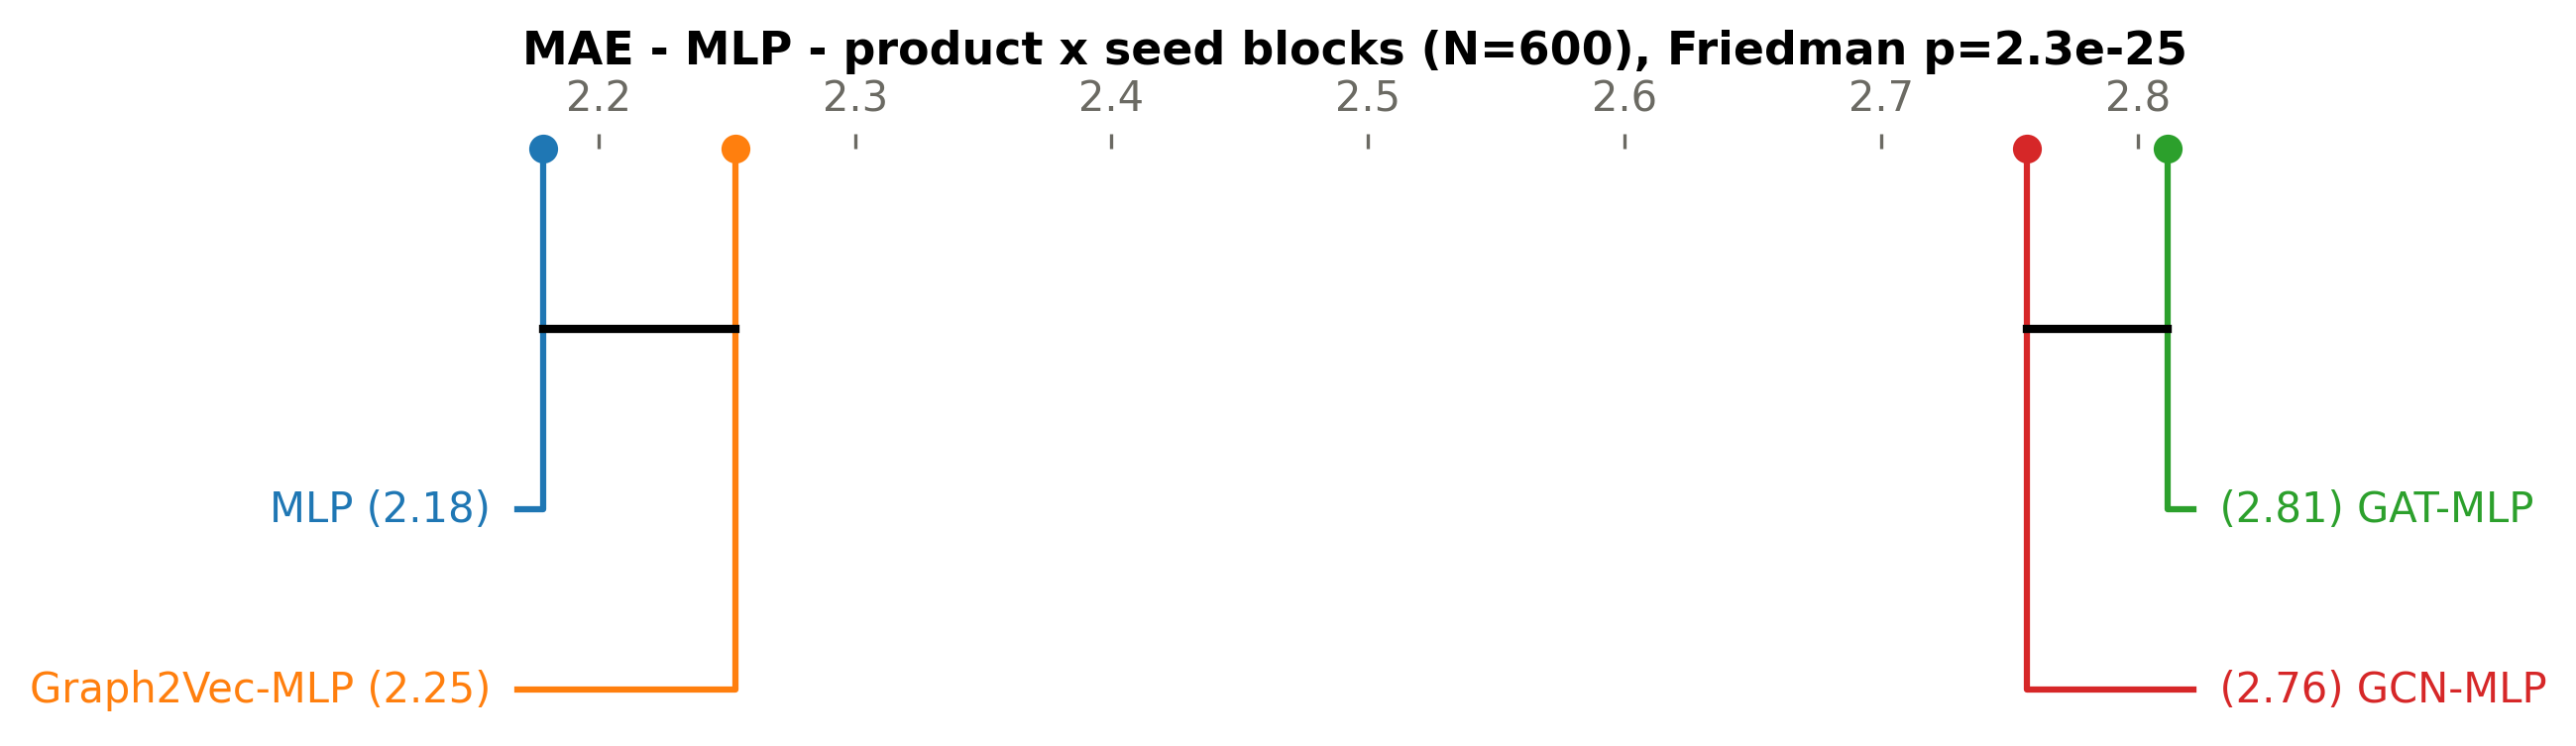 MAE - MLP - product x seed blocks (N=600), Friedman p=2.3e-25
2.2 2.3 2.4 2.5 2.6 2.7 2.8
MLP (2.18) (2.81) GAT-MLP
Graph2Vec-MLP (2.25) (2.76) GCN-MLP